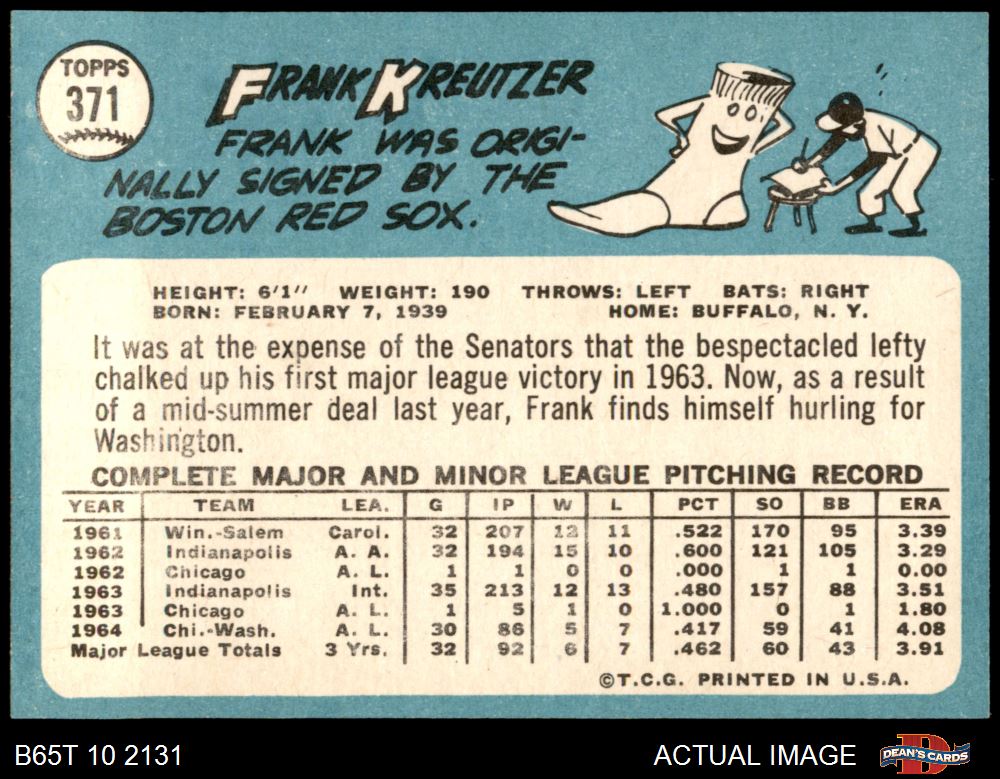 TOPPS
371
FRANK KREUTZER
FRANK WAS ORIGI-
NALLY SIGNED BY THE
BOSTON RED SOX.
HEIGHT: 6'1" WEIGHT: 190 THROWS: LEFT BATS: RIGHT
BORN: FEBRUARY 7, 1939 HOME: BUFFALO, N. Y.
It was at the expense of the Senators that the bespectacled lefty
chalked up his first major league victory in 1963. Now, as a result
of a mid-summer deal last year, Frank finds himself hurling for
Washington.
COMPLETE MAJOR AND MINOR LEAGUE PITCHING RECORD
YEAR TEAM LEA. G IP W L PCT SO BB ERA
1961 Win.-Salem Carol. 32 207 12 11 .522 170 95 3.39
1962 Indianapolis A. A. 32 194 15 10 .600 121 105 3.29
1962 Chicago A. L. 1 1 0 0 .000 1 1 0.00
1963 Indianapolis Int. 35 213 12 13 .480 157 88 3.51
1963 Chicago A. L. 1 5 1 0 1.000 0 1 1.80
1964 Chi.-Wash. A. L. 30 86 5 7 .417 59 41 4.08
Major League Totals 3 Yrs. 32 92 6 7 .462 60 43 3.91
©T.C.G. PRINTED IN U.S.A.
B65T 10 2131 ACTUAL IMAGE DEAN'S CARDS